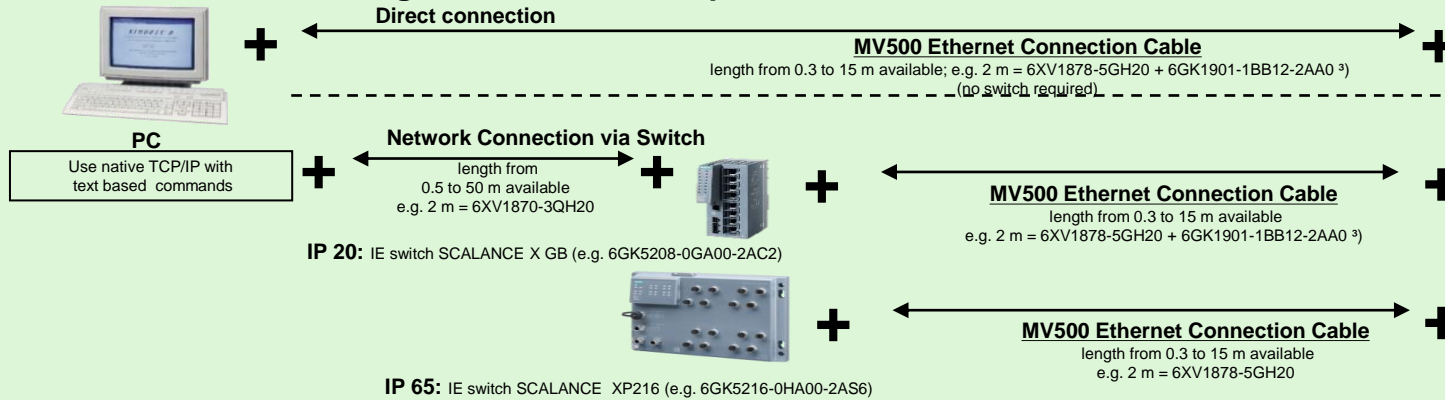 Direct connection
MV500 Ethernet Connection Cable
length from 0.3 to 15 m available; e.g. 2 m = 6XV1878-5GH20 + 6GK1901-1BB12-2AA0 ³)
(no switch required)
PC
Use native TCP/IP with
text based commands
Network Connection via Switch
length from
0.5 to 50 m available
e.g. 2 m = 6XV1870-3QH20
MV500 Ethernet Connection Cable
length from 0.3 to 15 m available
e.g. 2 m = 6XV1878-5GH20 + 6GK1901-1BB12-2AA0 ³)
IP 20: IE switch SCALANCE X GB (e.g. 6GK5208-0GA00-2AC2)
MV500 Ethernet Connection Cable
length from 0.3 to 15 m available
e.g. 2 m = 6XV1878-5GH20
IP 65: IE switch SCALANCE XP216 (e.g. 6GK5216-0HA00-2AS6)